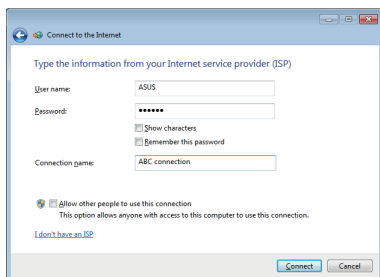 Connect to the Internet
Type the information from your Internet service provider (ISP)
User name: ASUS
Password: ••••••
Show characters
Remember this password
Connection name: ABC connection
Allow other people to use this connection
This option allows anyone with access to this computer to use this connection.
I don't have an ISP
Connect Cancel